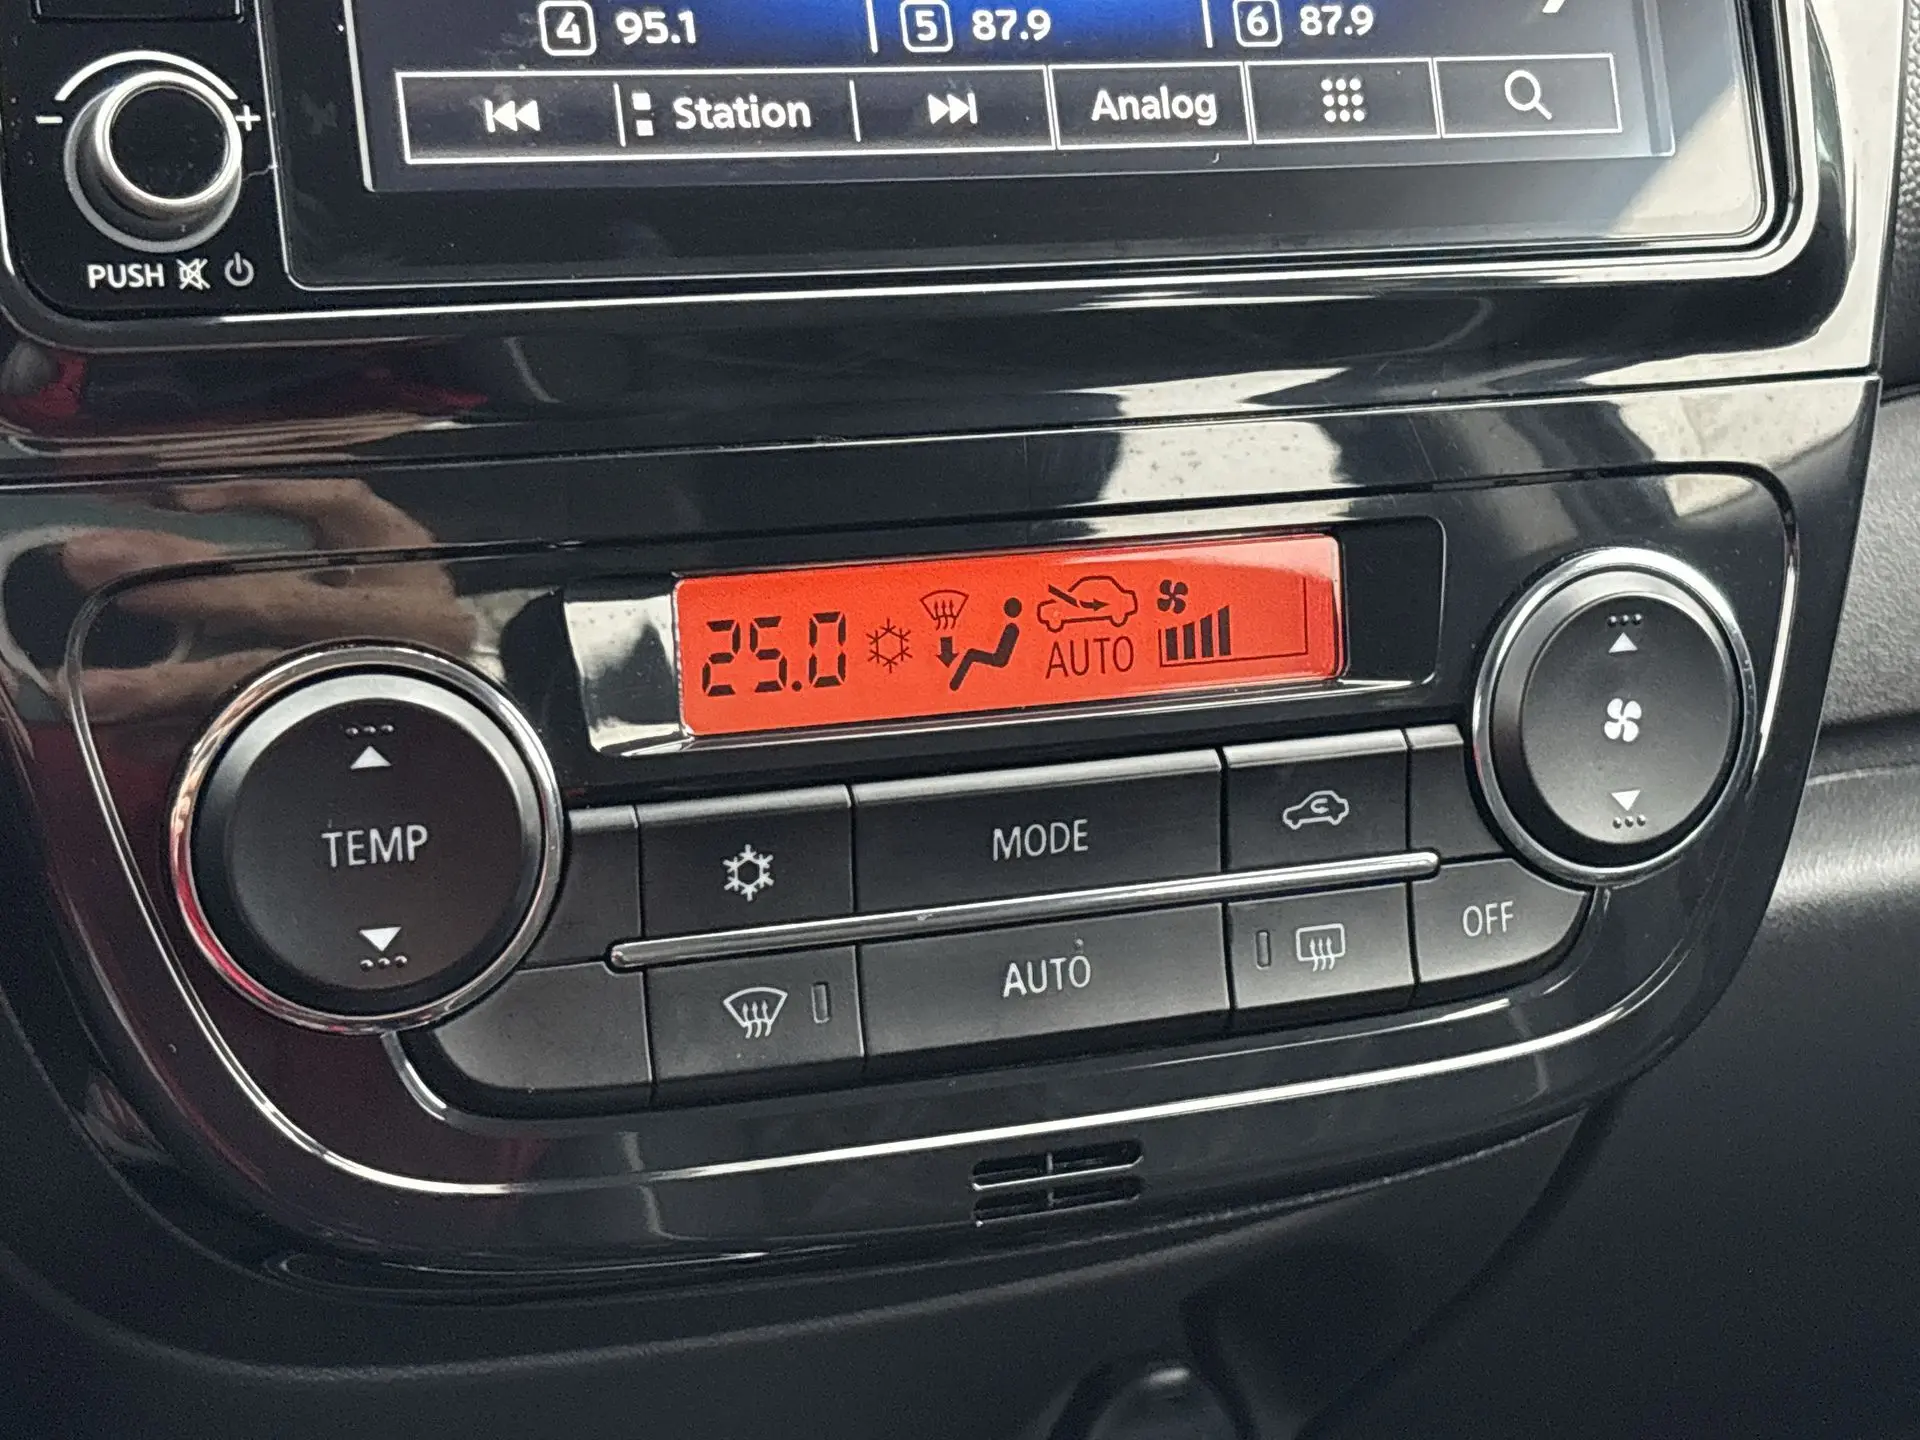 4 95.1 5 87.9 6 87.9
Station Analog
- +
PUSH
25.0 AUTO
TEMP
MODE
AUTO
OFF